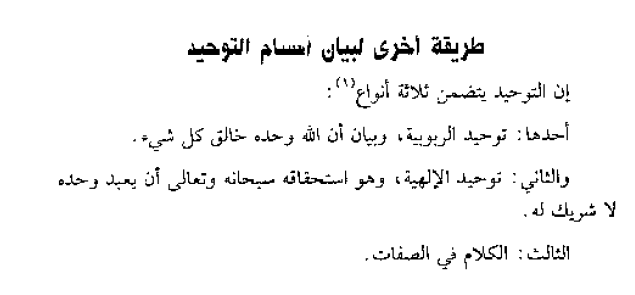 طريقة أخرى لبيان أقسام التوحيد
إن التوحيد يتضمن ثلاثة أنواع(١):
أحدها: توحيد الربوبية، وبيان أن الله وحده خالق كل شيء.
والثاني: توحيد الإلهية، وهو استحقاقه سبحانه وتعالى أن يعبد وحده
لا شريك له.
الثالث: الكلام في الصفات.